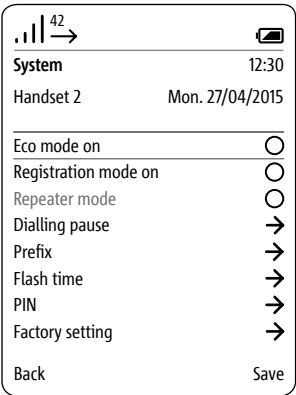 42
System 12:30
Handset 2 Mon. 27/04/2015
Eco mode on
Registration mode on
Repeater mode
Dialling pause
Prefix
Flash time
PIN
Factory setting
Back Save